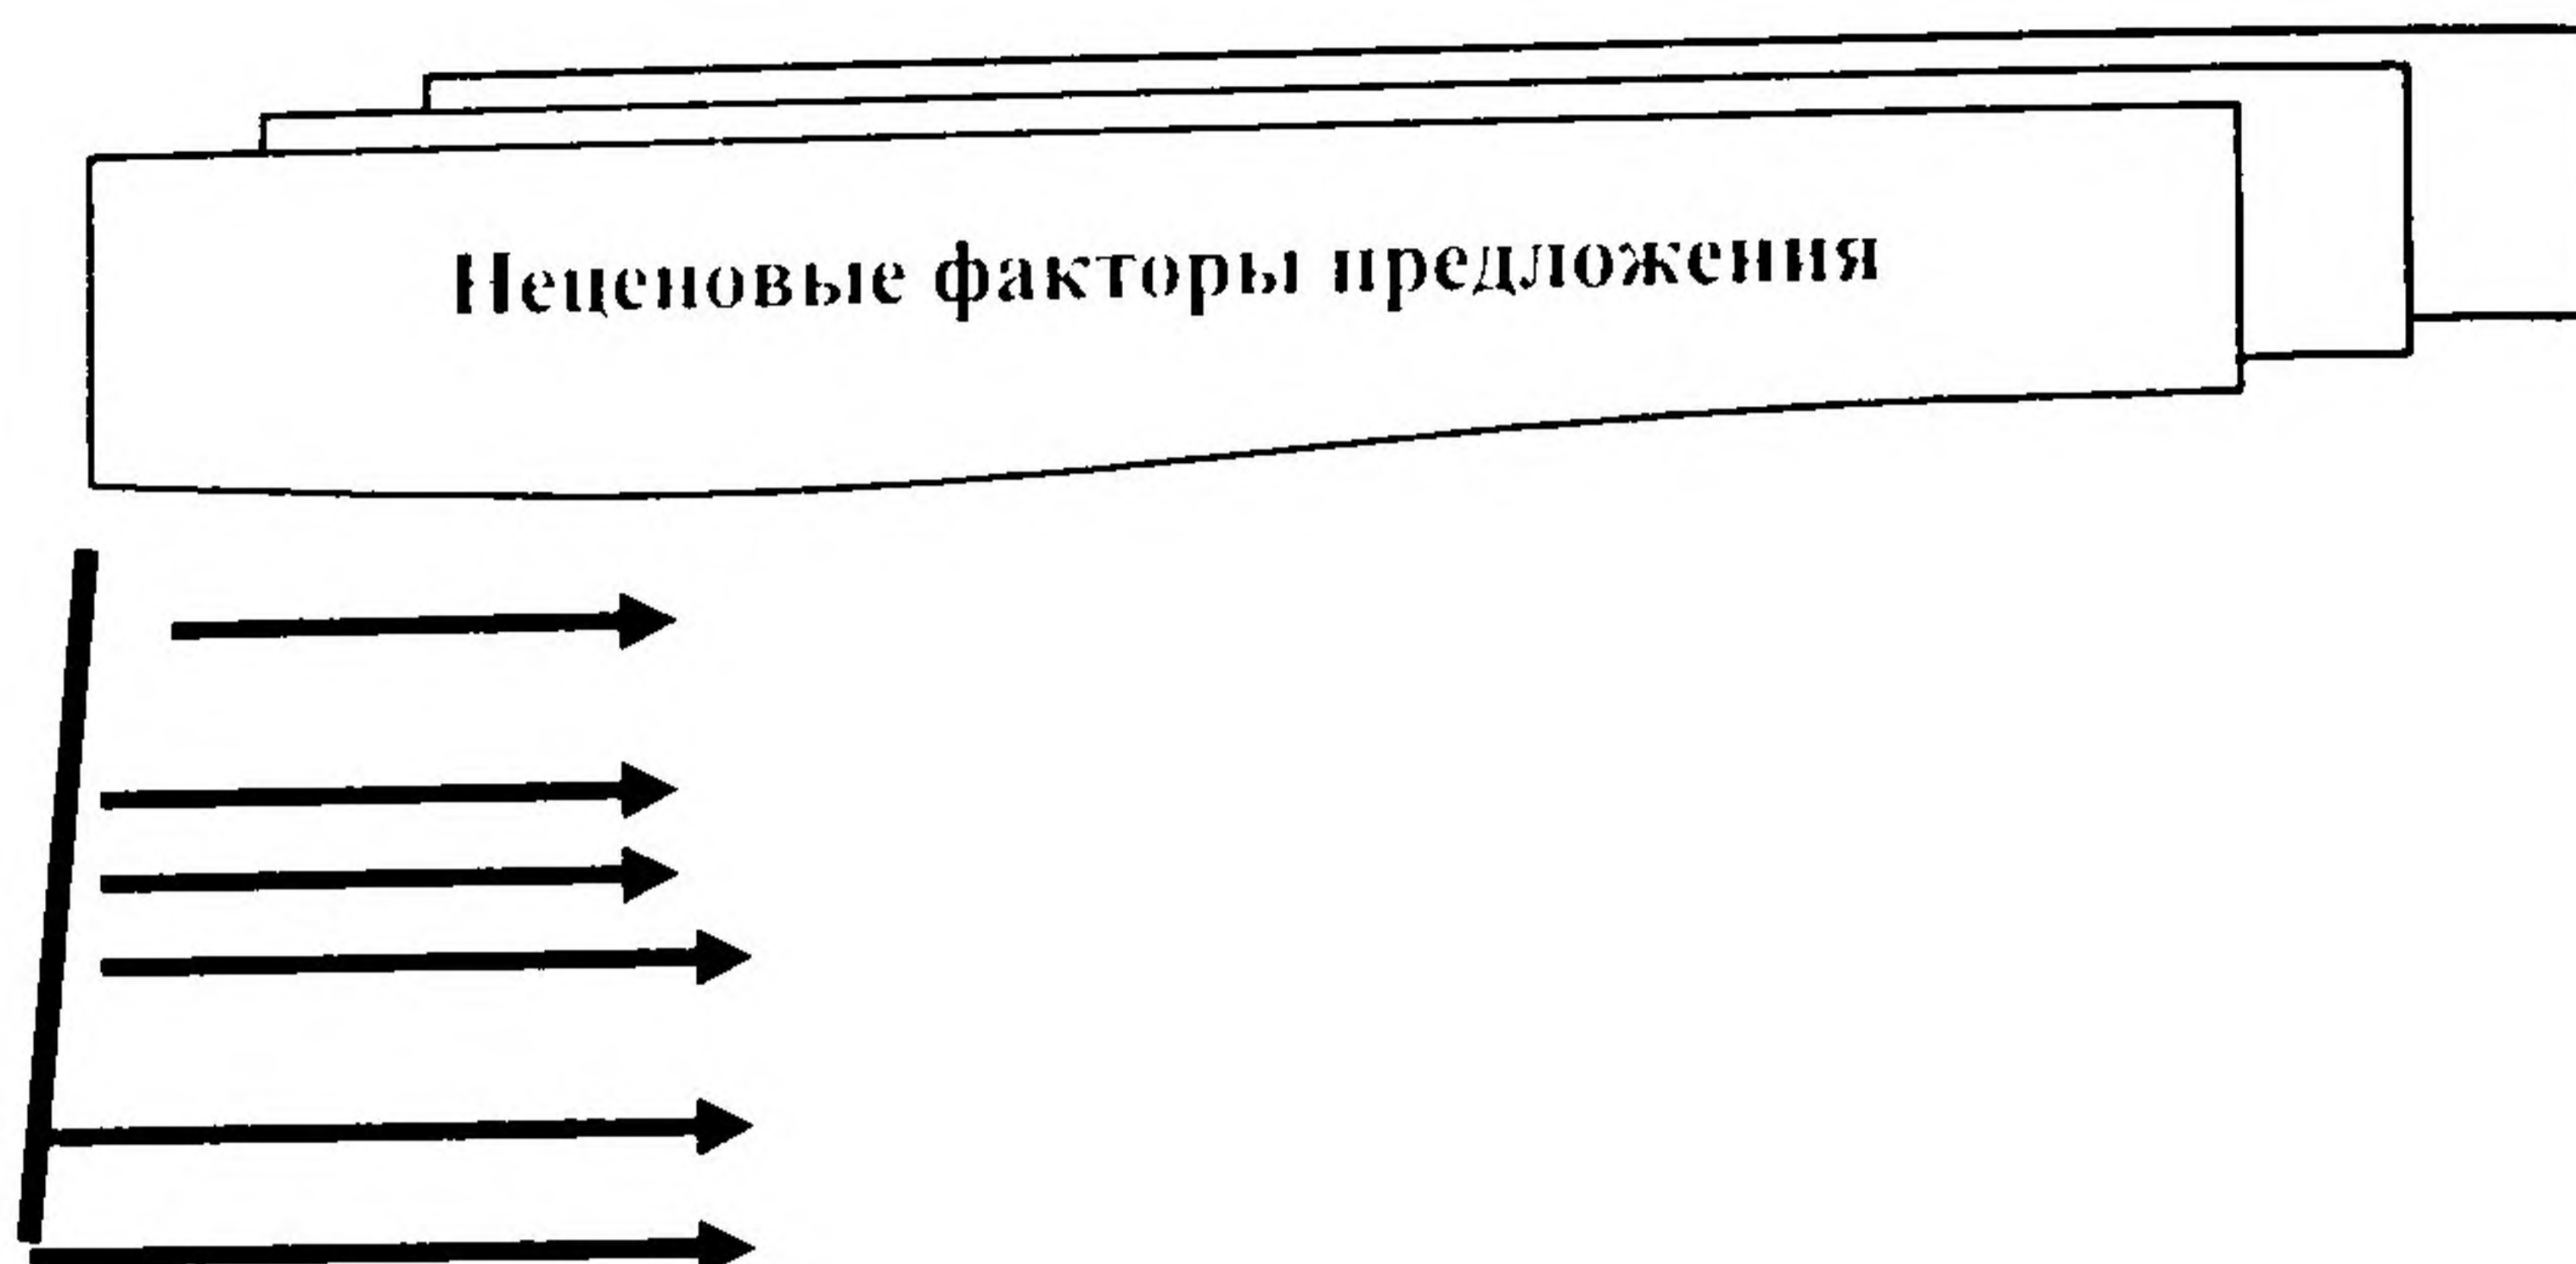 Неценовые факторы предложения